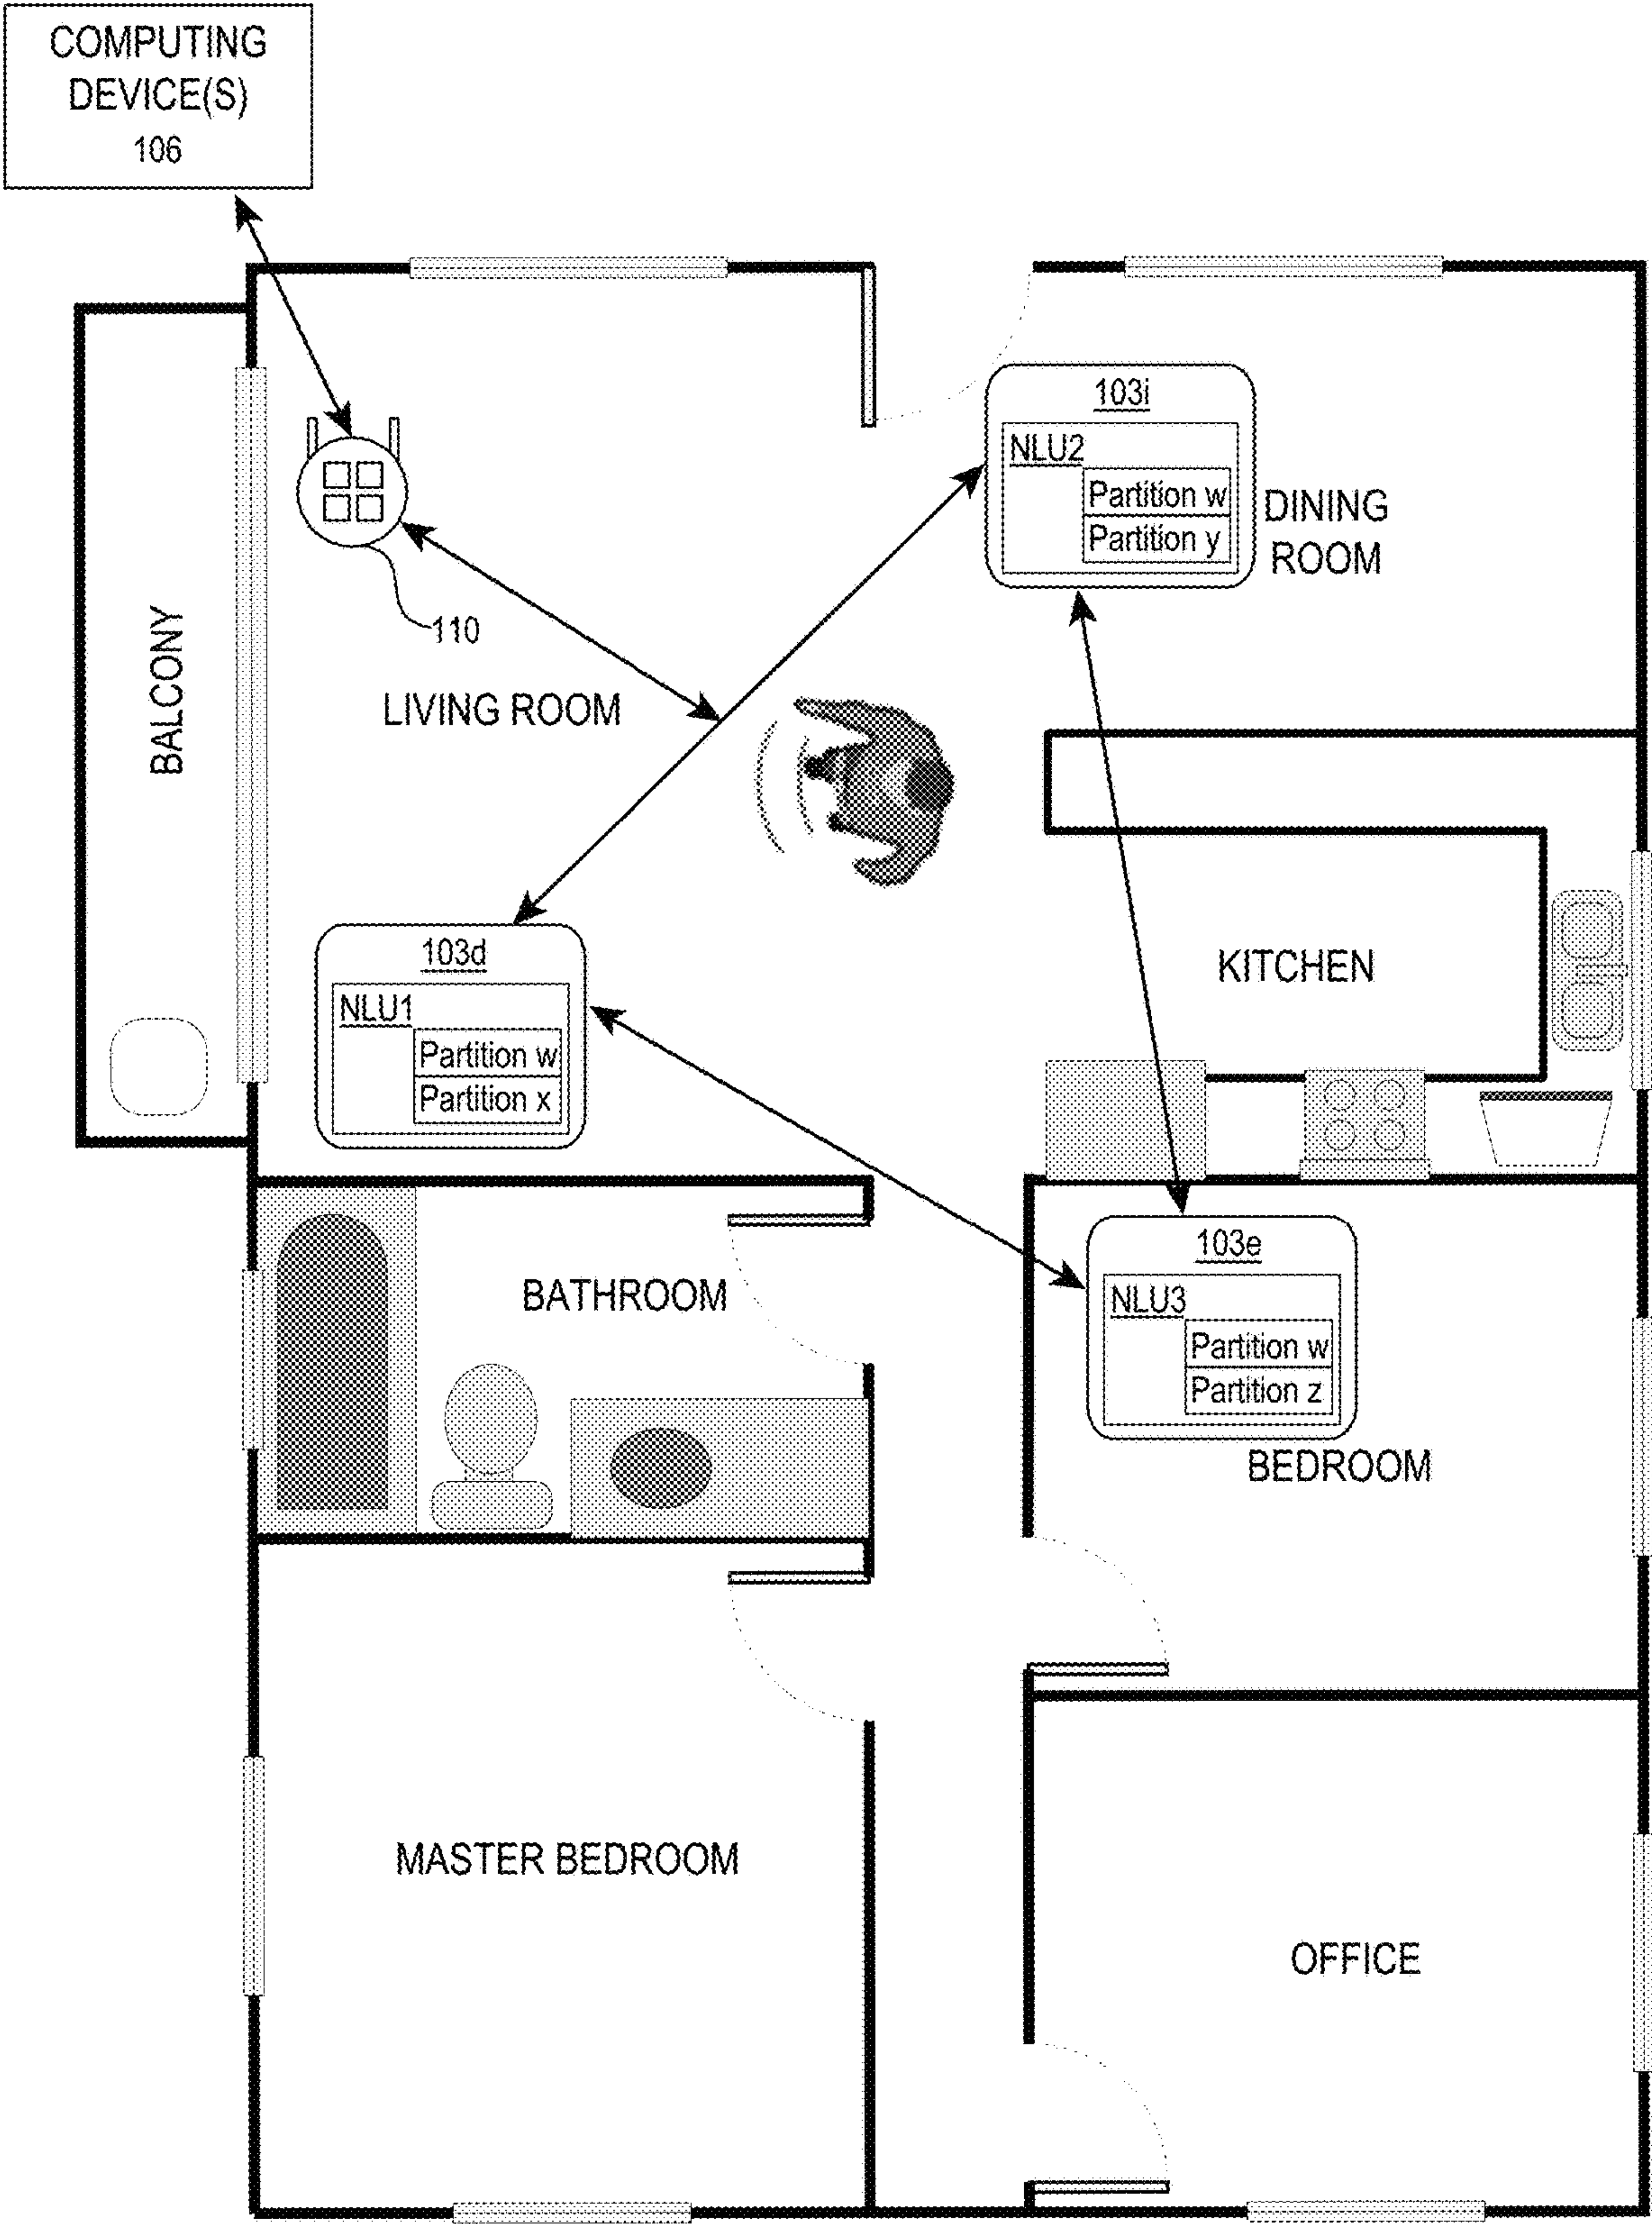 COMPUTING
DEVICE(S)
106
103i
NLU2
Partition w
Partition y
DINING
ROOM
110
BALCONY
LIVING ROOM
103d
NLU1
Partition w
Partition x
KITCHEN
103e
NLU3
Partition w
Partition z
BATHROOM
BEDROOM
MASTER BEDROOM
OFFICE